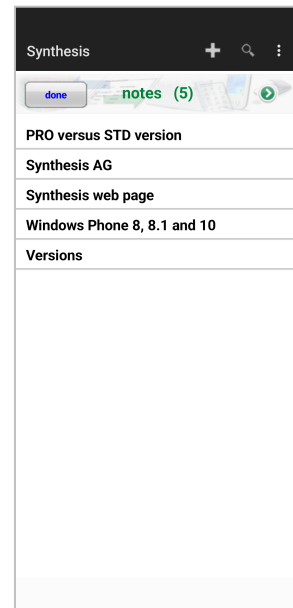 Synthesis
done notes (5)
PRO versus STD version
Synthesis AG
Synthesis web page
Windows Phone 8, 8.1 and 10
Versions